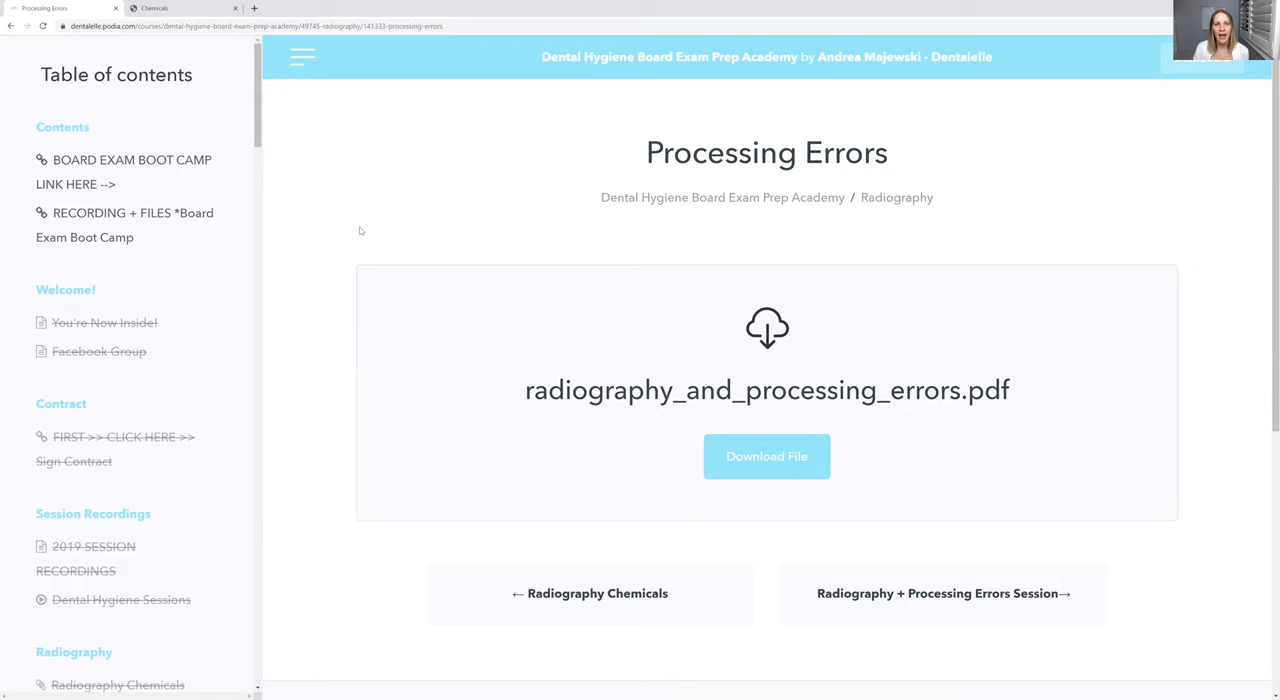 Processing Errors
Chemicals
dentalelle.podia.com/courses/dental-hygiene-board-exam-prep-academy/49745-radiography/141333-processing-errors
Table of contents
Contents
BOARD EXAM BOOT CAMP
LINK HERE -->
RECORDING + FILES *Board
Exam Boot Camp
Welcome!
You're Now Inside!
Facebook Group
Contract
FIRST >> CLICK HERE >>
Sign Contract
Session Recordings
2019 SESSION
RECORDINGS
Dental Hygiene Sessions
Radiography
Radiography Chemicals
Dental Hygiene Board Exam Prep Academy by Andrea Majewski - Dentalelle
Processing Errors
Dental Hygiene Board Exam Prep Academy / Radiography
radiography_and_processing_errors.pdf
Download File
← Radiography Chemicals
Radiography + Processing Errors Session→